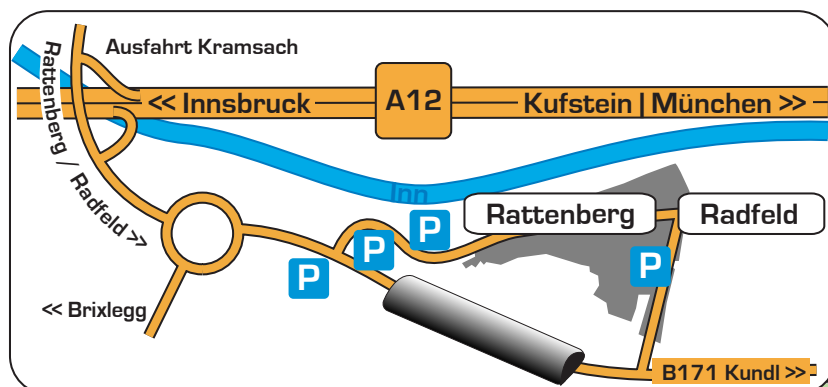 Ausfahrt Kramsach
Rattenberg / Radfeld >>
<< Innsbruck
A12
Kufstein | München >>
Inn
Rattenberg
Radfeld
P
P
P
P
<< Brixlegg
B171 Kundl >>